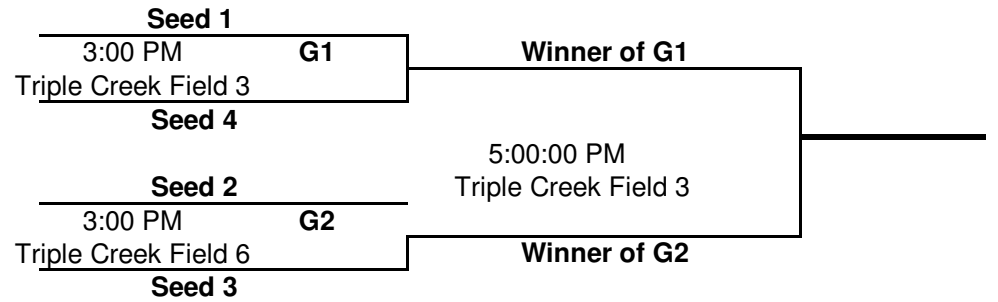 Seed 1
3:00 PM G1
Triple Creek Field 3
Seed 4
Winner of G1
5:00:00 PM
Triple Creek Field 3
Seed 2
3:00 PM G2
Triple Creek Field 6
Seed 3
Winner of G2